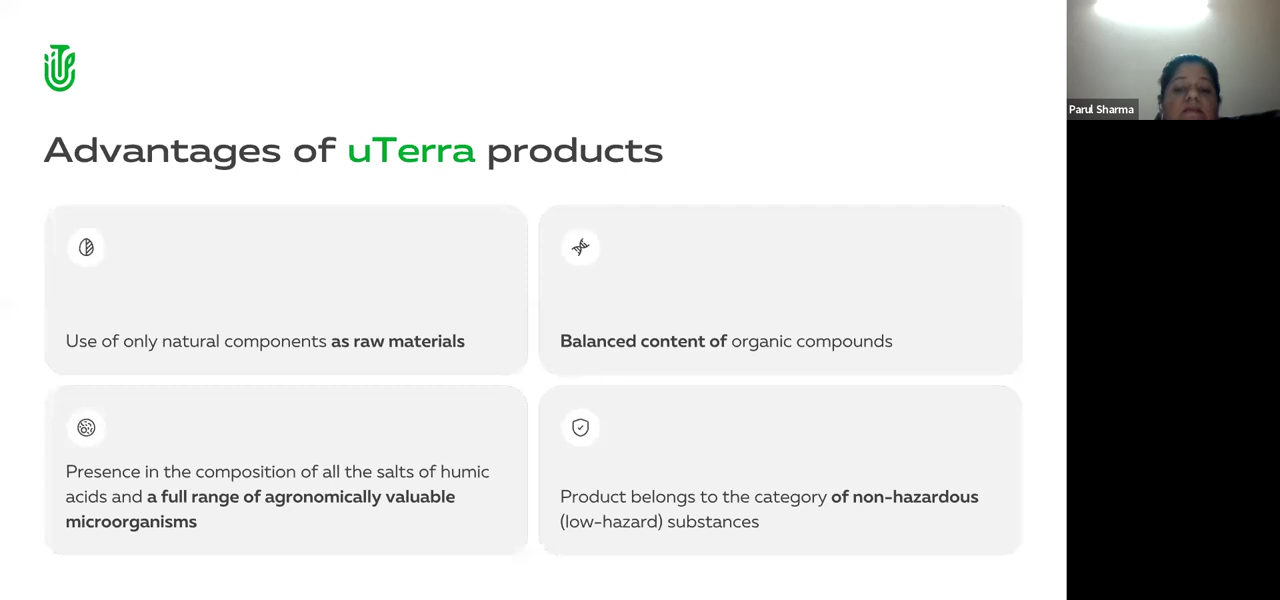 Advantages of uTerra products
Use of only natural components as raw materials
Balanced content of organic compounds
Presence in the composition of all the salts of humic
acids and a full range of agronomically valuable
microorganisms
Product belongs to the category of non-hazardous
(low-hazard) substances
Parul Sharma